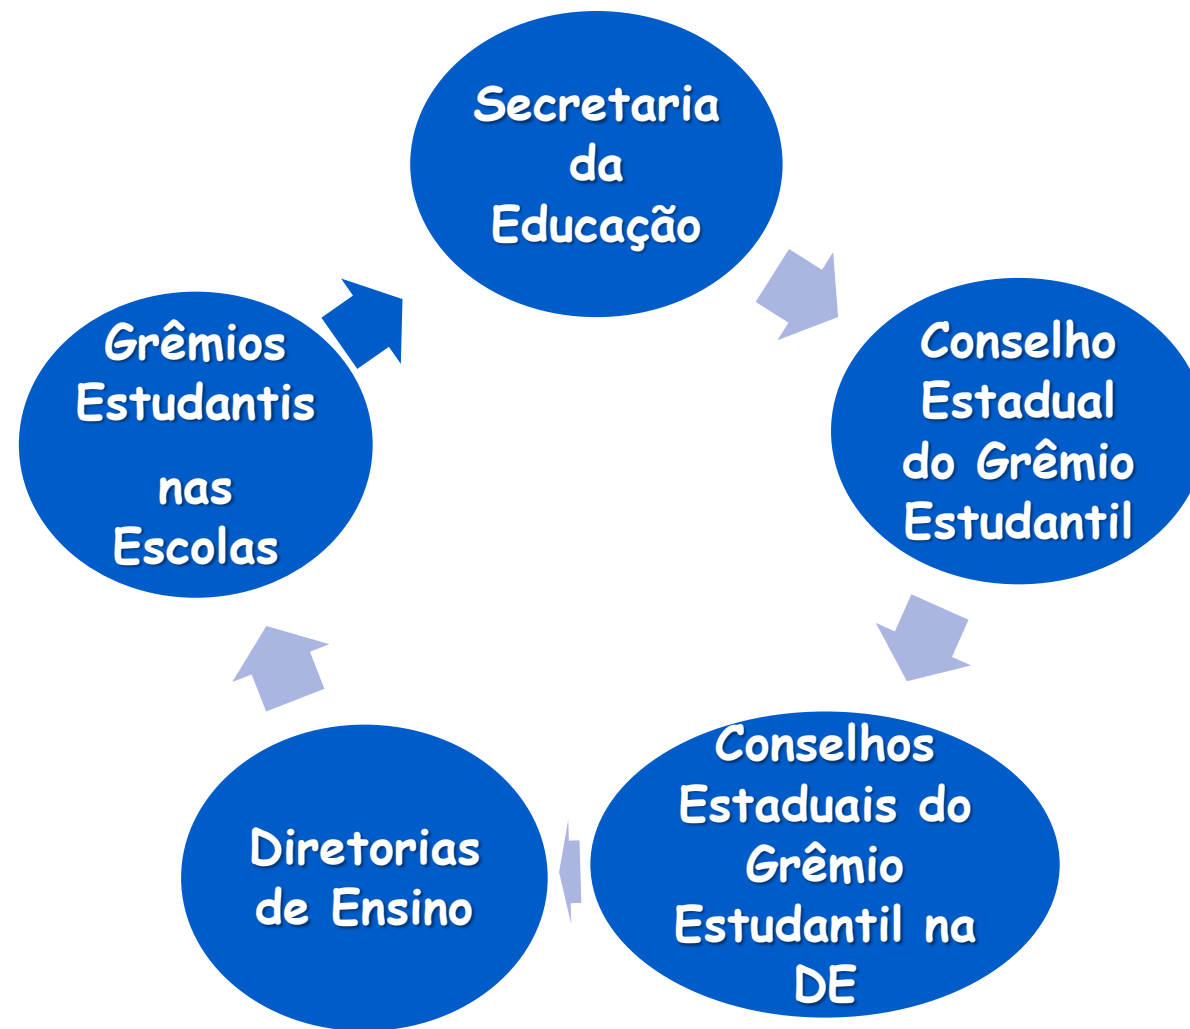 Secretaria
da
Educação
Conselho
Estadual
do Grêmio
Estudantil
Conselhos
Estaduais do
Grêmio
Estudantil na
DE
Diretorias
de Ensino
Grêmios
Estudantis
nas
Escolas